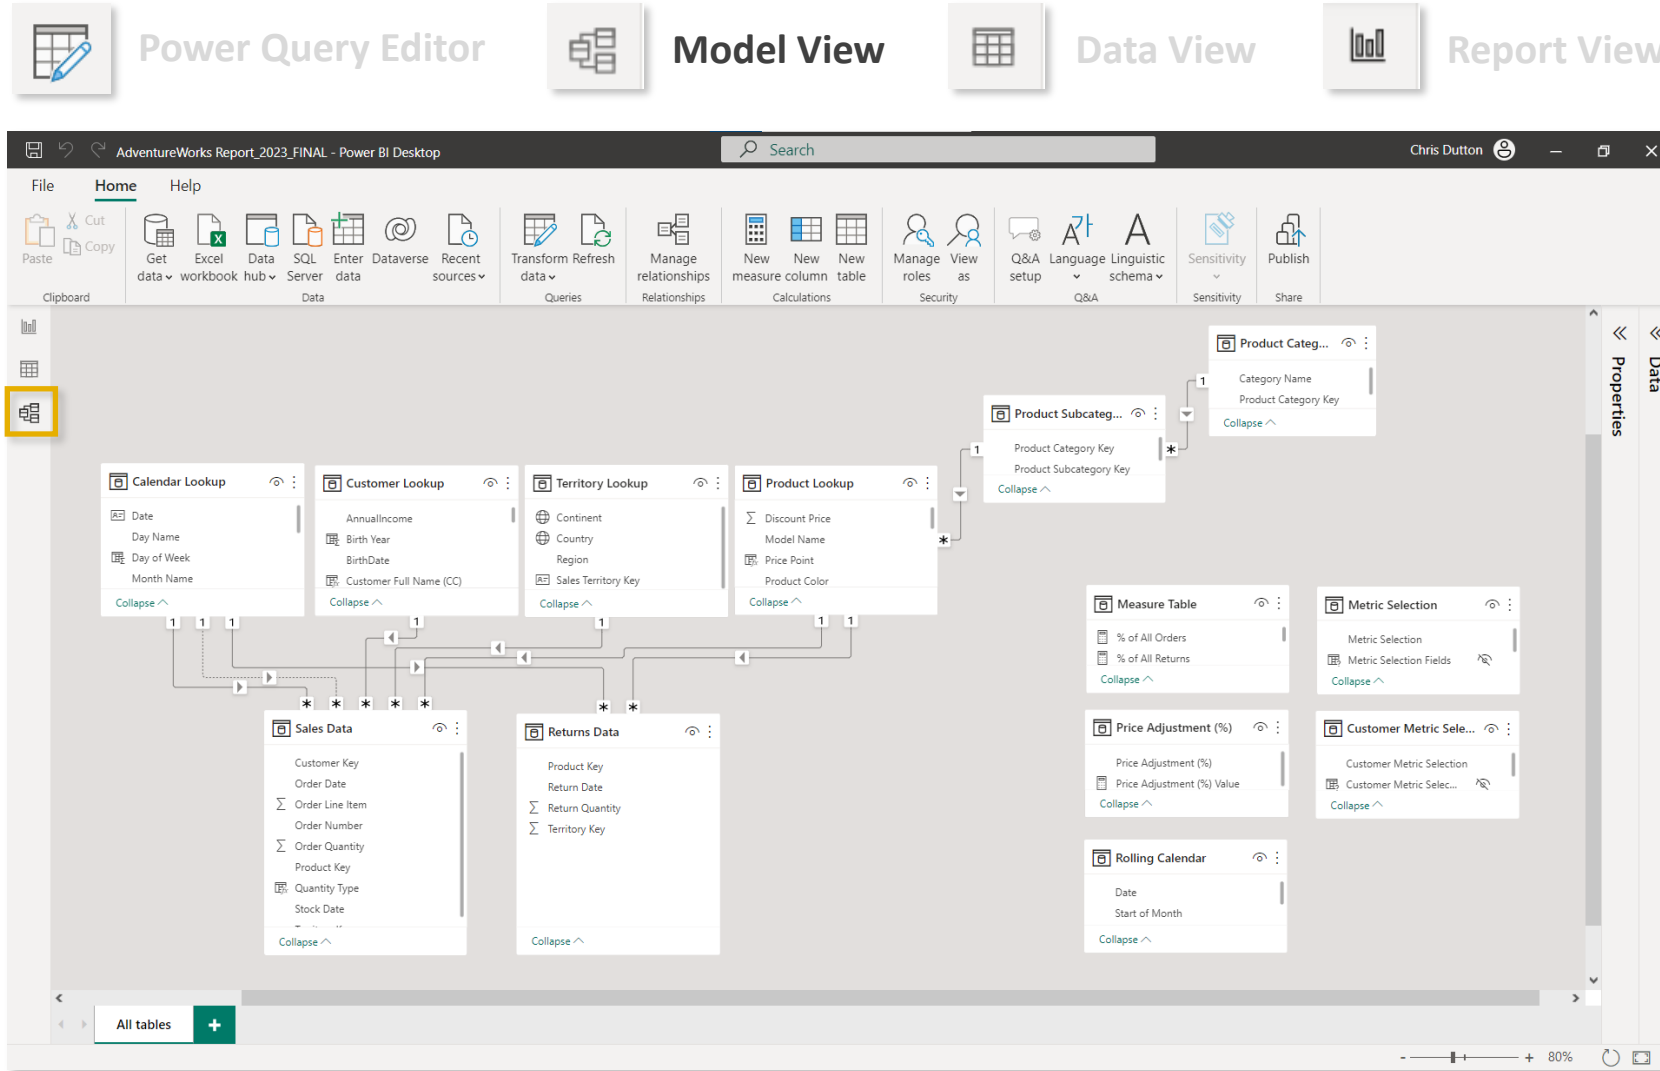 Power Query Editor
Model View
Data View
Report View
AdventureWorks Report_2023_FINAL - Power BI Desktop
Search
Chris Dutton
File
Home
Help
Paste
Cut
Copy
Clipboard
Get data
Excel workbook
Data hub
SQL Server
Enter data
Dataverse
Recent sources
Data
Transform data
Refresh
Queries
Manage relationships
Relationships
New measure
New column
New table
Calculations
Manage roles
View as
Security
Q&A setup
Language
Linguistic schema
Q&A
Sensitivity
Sensitivity
Publish
Share
Properties
Data
Product Categ...
Category Name
Product Category Key
Collapse
1
*
Product Subcateg...
Product Category Key
Product Subcategory Key
Collapse
1
*
Calendar Lookup
Date
Day Name
Day of Week
Month Name
Collapse
Customer Lookup
AnnualIncome
Birth Year
BirthDate
Customer Full Name (CC)
Collapse
Territory Lookup
Continent
Country
Region
Sales Territory Key
Collapse
Product Lookup
Discount Price
Model Name
Price Point
Product Color
Collapse
1 1 1 1 1 1 1
* * * * * * *
Sales Data
Customer Key
Order Date
Order Line Item
Order Number
Order Quantity
Product Key
Quantity Type
Stock Date
Collapse
Returns Data
Product Key
Return Date
Return Quantity
Territory Key
Collapse
Measure Table
% of All Orders
% of All Returns
Collapse
Metric Selection
Metric Selection
Metric Selection Fields
Collapse
Price Adjustment (%)
Price Adjustment (%)
Price Adjustment (%) Value
Collapse
Customer Metric Sele...
Customer Metric Selection
Customer Metric Selec...
Collapse
Rolling Calendar
Date
Start of Month
Collapse
All tables
+
- + 80%